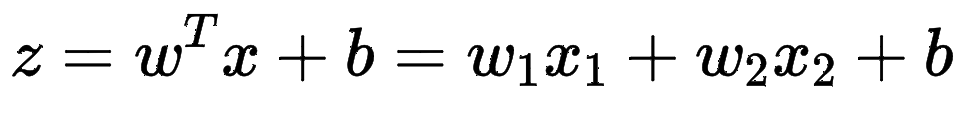 z = w^T x + b = w_1 x_1 + w_2 x_2 + b